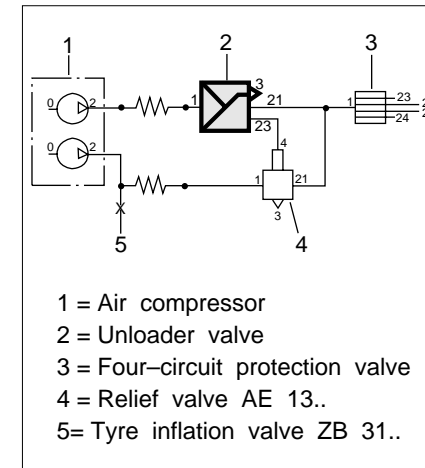 1 2 3
3
0 2 1 21 1 23
23 24
4
0 2 1 21
3
5 4
1 = Air compressor
2 = Unloader valve
3 = Four–circuit protection valve
4 = Relief valve AE 13..
5= Tyre inflation valve ZB 31..